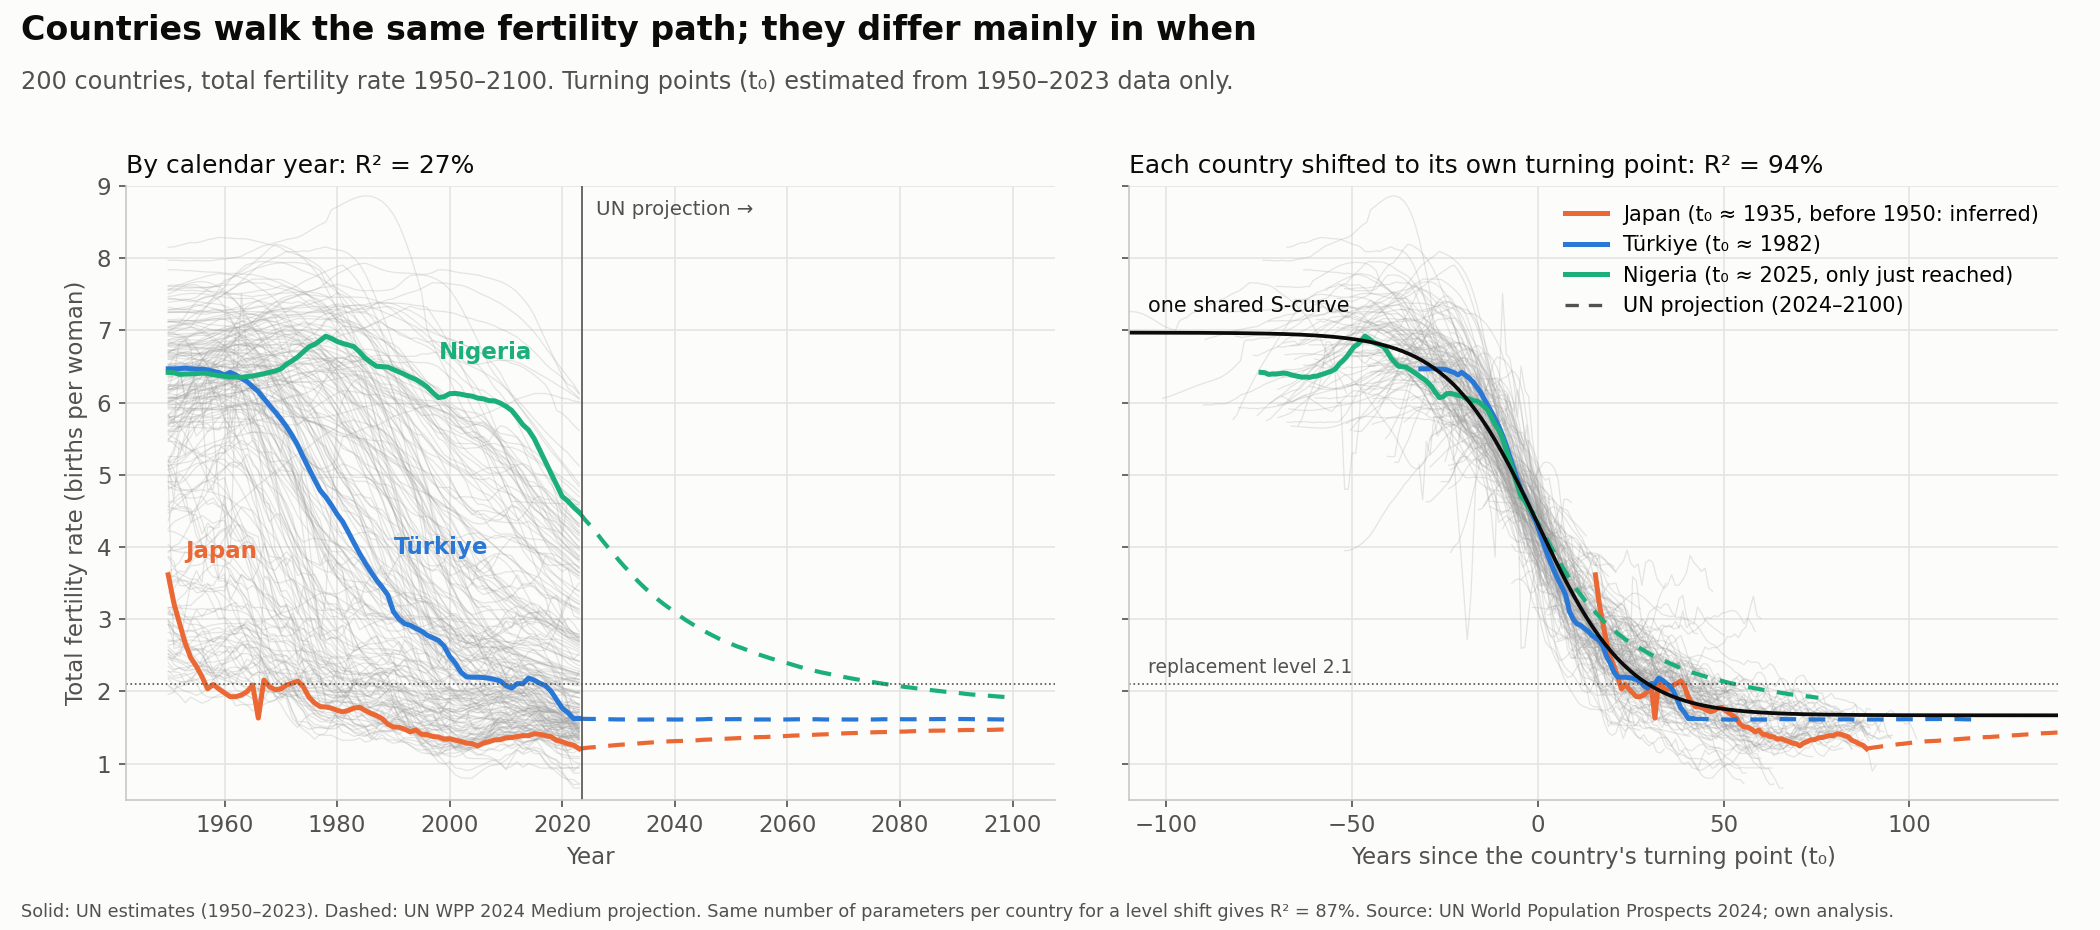 Countries walk the same fertility path; they differ mainly in when
200 countries, total fertility rate 1950–2100. Turning points (t₀) estimated from 1950–2023 data only.
By calendar year: R² = 27%
9
8
7
6
5
4
3
2
1
Total fertility rate (births per woman)
UN projection →
Nigeria
Türkiye
Japan
1960
1980
2000
2020
2040
2060
2080
2100
Year
Each country shifted to its own turning point: R² = 94%
Japan (t₀ ≈ 1935, before 1950: inferred)
Türkiye (t₀ ≈ 1982)
Nigeria (t₀ ≈ 2025, only just reached)
UN projection (2024–2100)
one shared S-curve
replacement level 2.1
−100
−50
0
50
100
Years since the country's turning point (t₀)
Solid: UN estimates (1950–2023). Dashed: UN WPP 2024 Medium projection. Same number of parameters per country for a level shift gives R² = 87%. Source: UN World Population Prospects 2024; own analysis.